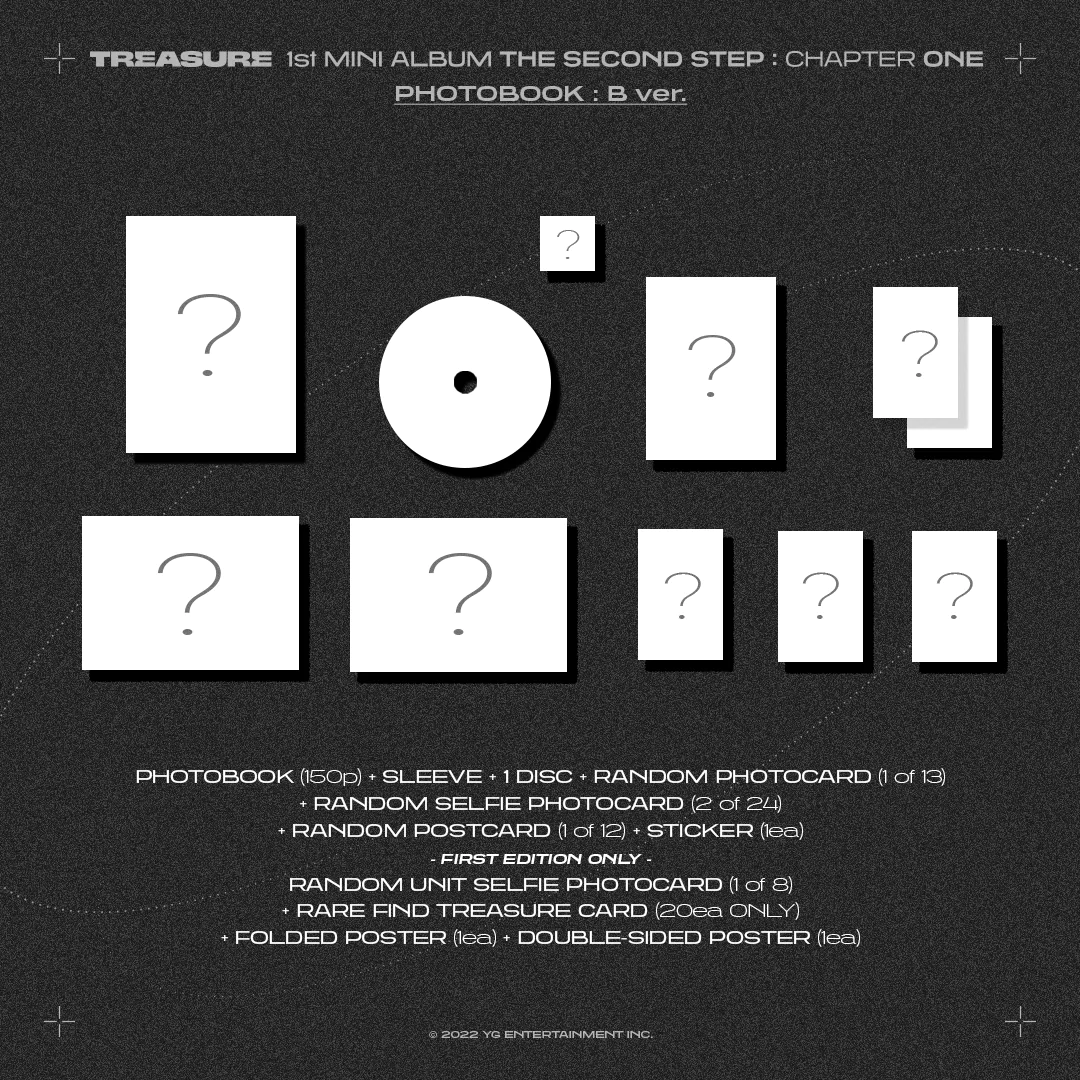 TREASURE 1st MINI ALBUM THE SECOND STEP : CHAPTER ONE
PHOTOBOOK : B ver.
?
?
?
?
?
?
?
?
?
PHOTOBOOK (150p) + SLEEVE + 1 DISC + RANDOM PHOTOCARD (1 of 13)
+ RANDOM SELFIE PHOTOCARD (2 of 24)
+ RANDOM POSTCARD (1 of 12) + STICKER (1ea)
- FIRST EDITION ONLY -
RANDOM UNIT SELFIE PHOTOCARD (1 of 8)
+ RARE FIND TREASURE CARD (20ea ONLY)
+ FOLDED POSTER (1ea) + DOUBLE-SIDED POSTER (1ea)
© 2022 YG ENTERTAINMENT INC.